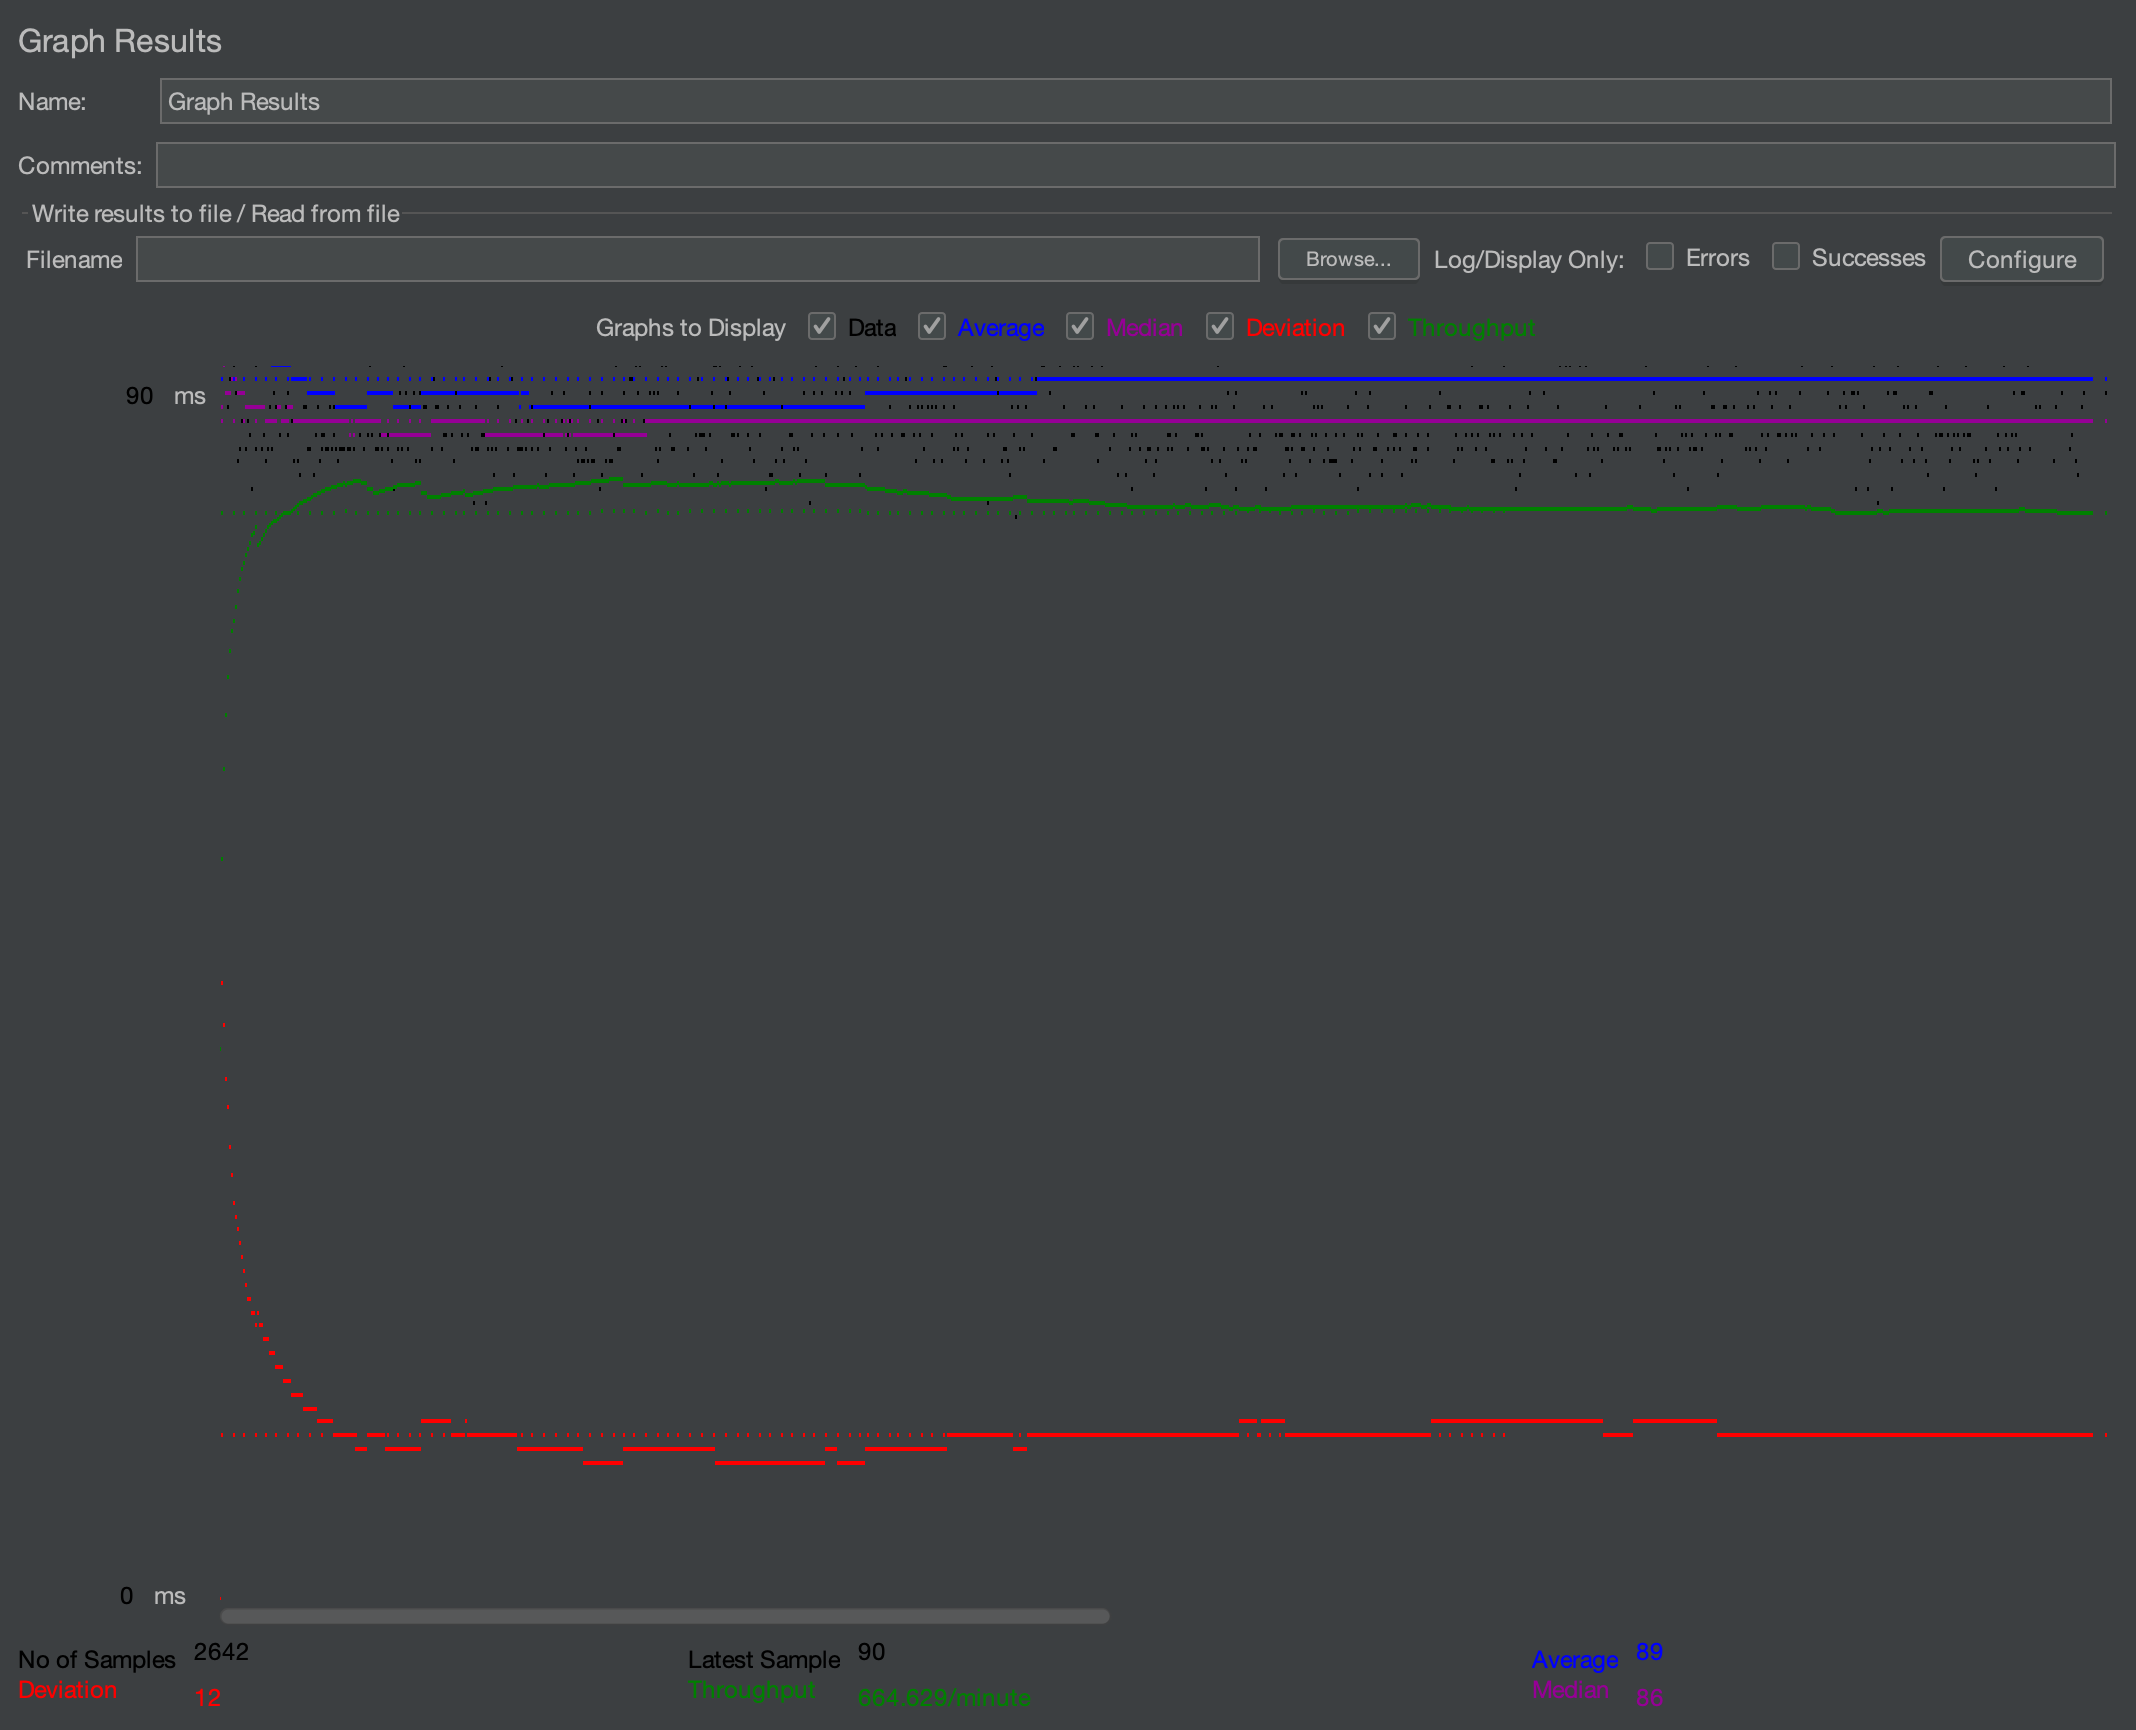 Graph Results
Name: Graph Results
Comments:
Write results to file / Read from file
Filename Browse... Log/Display Only: Errors Successes Configure
Graphs to Display Data Average Median Deviation Throughput
90 ms
0 ms
No of Samples 2642 Latest Sample 90 Average 89
Deviation 12 Throughput 664.629/minute Median 86